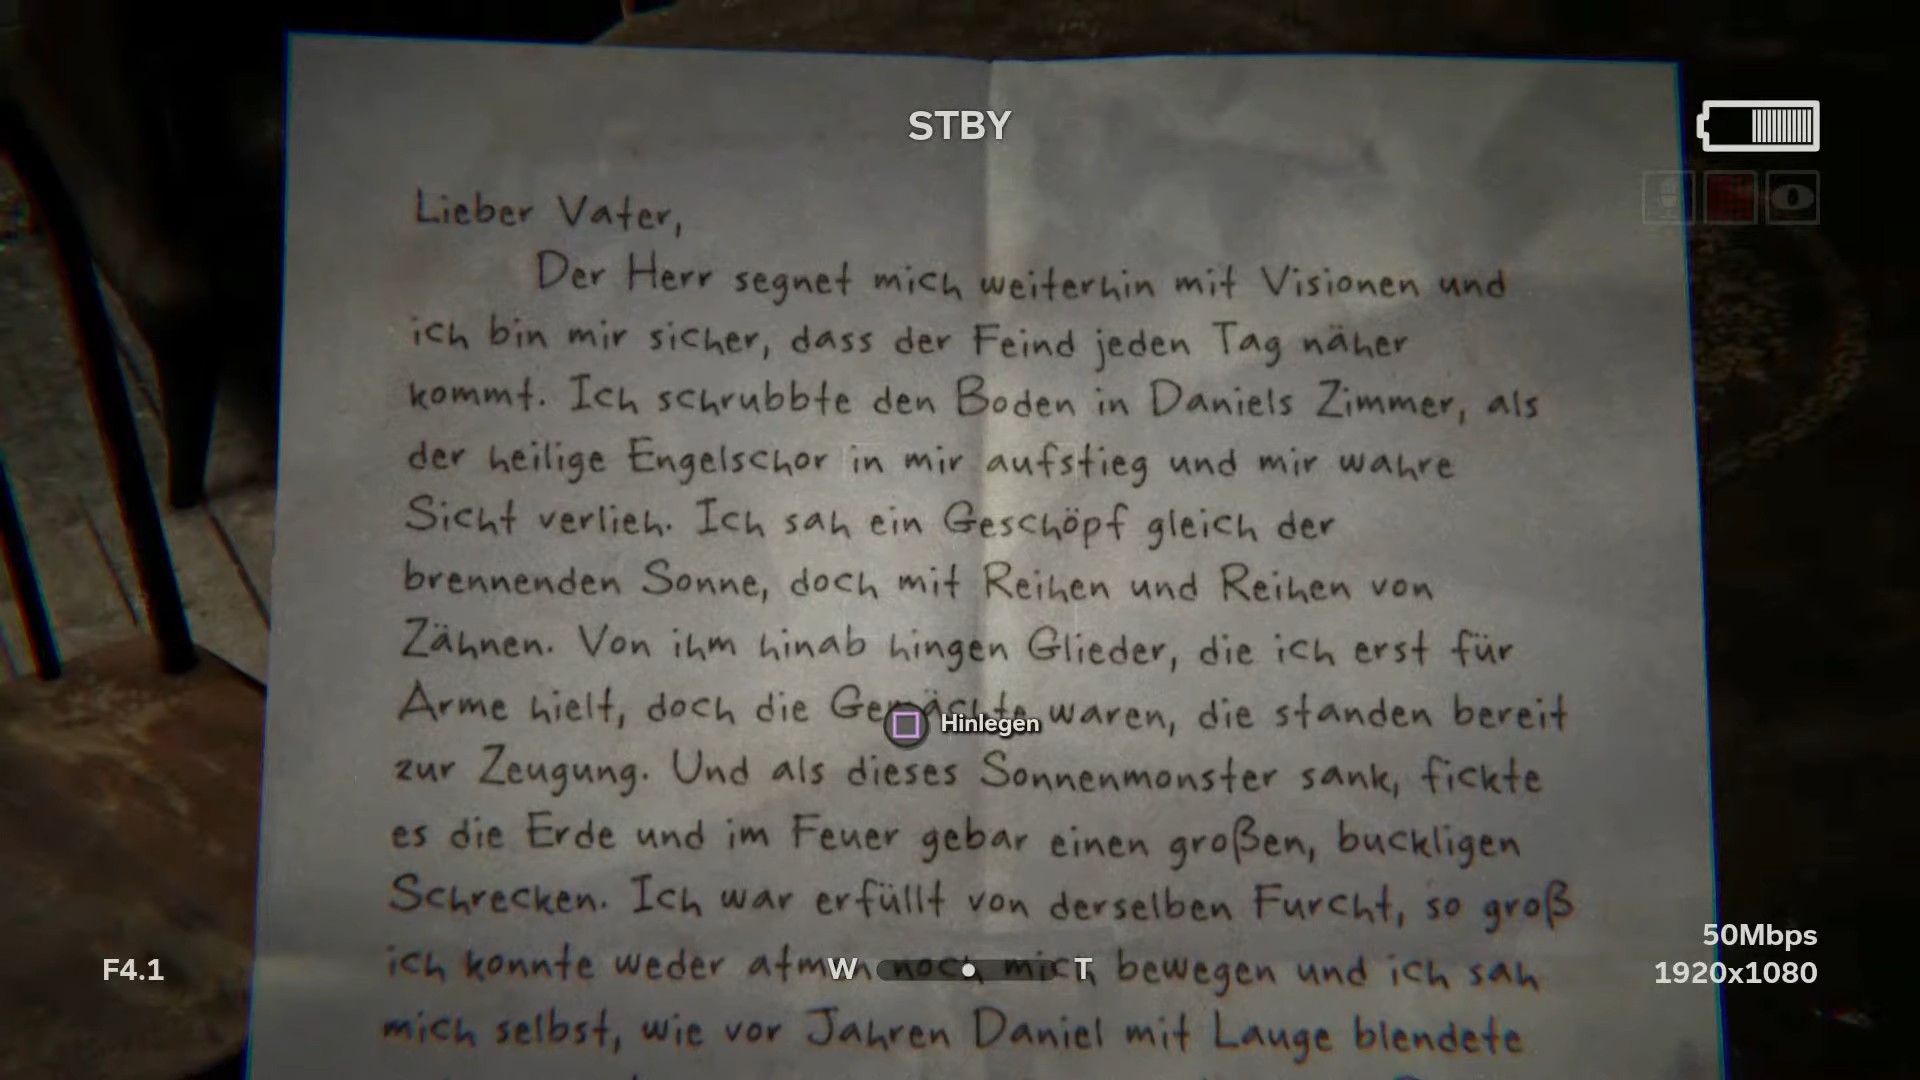 STBY
Lieber Vater,
Der Herr segnet mich weiterhin mit Visionen und
ich bin mir sicher, dass der Feind jeden Tag näher
kommt. Ich schrubbte den Boden in Daniels Zimmer, als
der heilige Engelschor in mir aufstieg und mir wahre
Sicht verlieh. Ich sah ein Geschöpf gleich der
brennenden Sonne, doch mit Reihen und Reihen von
Zähnen. Von ihm hinab hingen Glieder, die ich erst für
Arme hielt, doch die Gemächte waren, die standen bereit
Hinlegen
zur Zeugung. Und als dieses Sonnenmonster sank, fickte
es die Erde und im Feuer gebar einen großen, buckligen
Schrecken. Ich war erfüllt von derselben Furcht, so groß
ich konnte weder atmen noch mich bewegen und ich sah
mich selbst, wie vor Jahren Daniel mit Lauge blendete
F4.1
W T
50Mbps
1920x1080